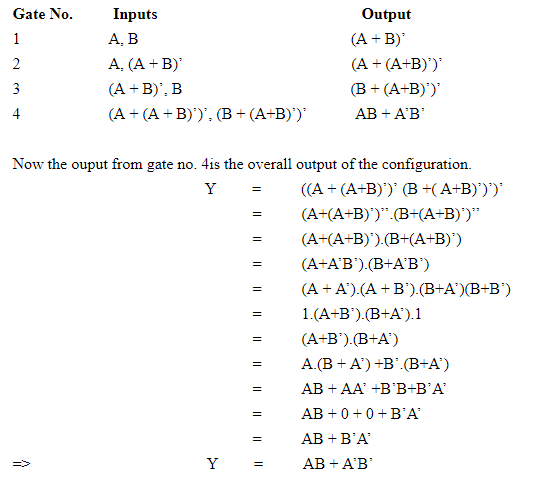 Gate No. Inputs Output
1 A, B (A + B)’
2 A, (A + B)’ (A + (A+B)’)’
3 (A + B)’, B (B + (A+B)’)’
4 (A + (A + B)’)’, (B + (A+B)’)’ AB + A’B’
Now the ouput from gate no. 4is the overall output of the configuration.
Y = ((A + (A+B)’)’ (B +( A+B)’)’)’
= (A+(A+B)’)’’.(B+(A+B)’)’’
= (A+(A+B)’).(B+(A+B)’)
= (A+A’B’).(B+A’B’)
= (A + A’).(A + B’).(B+A’)(B+B’)
= 1.(A+B’).(B+A’).1
= (A+B’).(B+A’)
= A.(B + A’) +B’.(B+A’)
= AB + AA’ +B’B+B’A’
= AB + 0 + 0 + B’A’
= AB + B’A’
=> Y = AB + A’B’